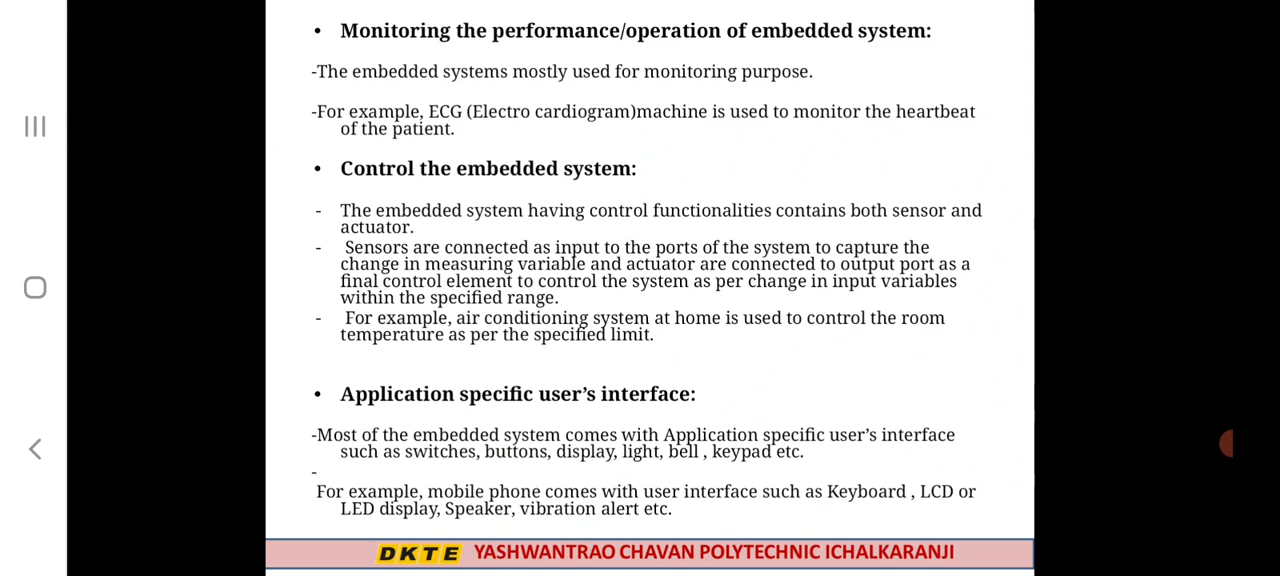 • Monitoring the performance/operation of embedded system:
-The embedded systems mostly used for monitoring purpose.
-For example, ECG (Electro cardiogram)machine is used to monitor the heartbeat
of the patient.
• Control the embedded system:
- The embedded system having control functionalities contains both sensor and
actuator.
- Sensors are connected as input to the ports of the system to capture the
change in measuring variable and actuator are connected to output port as a
final control element to control the system as per change in input variables
within the specified range.
- For example, air conditioning system at home is used to control the room
temperature as per the specified limit.
• Application specific user’s interface:
-Most of the embedded system comes with Application specific user’s interface
such as switches, buttons, display, light, bell , keypad etc.
-
For example, mobile phone comes with user interface such as Keyboard , LCD or
LED display, Speaker, vibration alert etc.
DKTE YASHWANTRAO CHAVAN POLYTECHNIC ICHALKARANJI